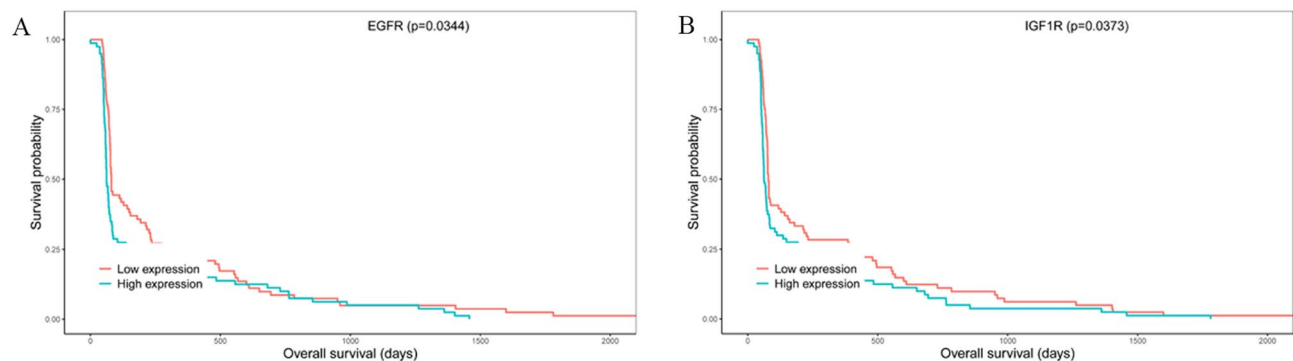 A
EGFR (p=0.0344)
Survival probability
1.00
0.75
0.50
0.25
0.00
Low expression
High expression
0 500 1000 1500 2000
Overall survival (days)
B
IGF1R (p=0.0373)
Survival probability
1.00
0.75
0.50
0.25
0.00
Low expression
High expression
0 500 1000 1500 2000
Overall survival (days)